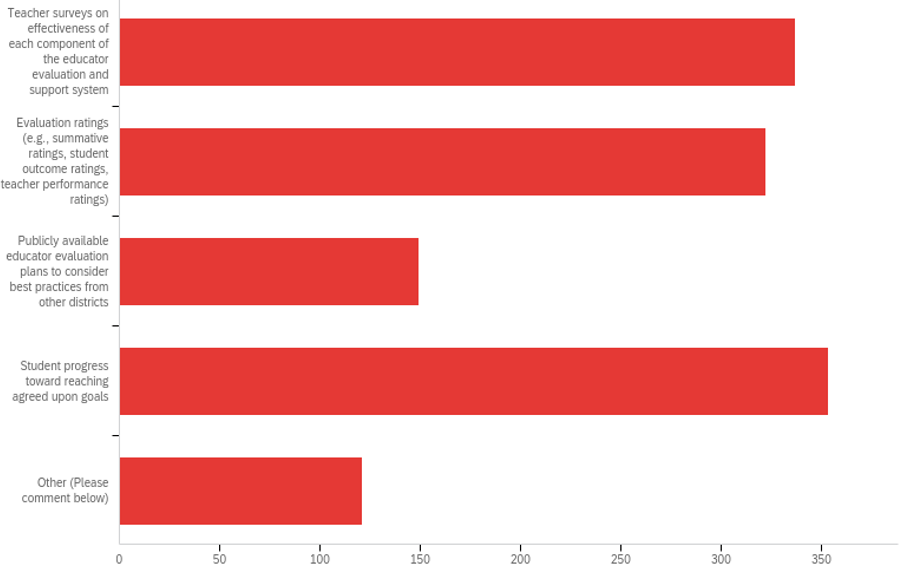 Teacher surveys on
effectiveness of
each component of
the educator
evaluation and
support system
Evaluation ratings
(e.g., summative
ratings, student
outcome ratings,
teacher performance
ratings)
Publicly available
educator evaluation
plans to consider
best practices from
other districts
Student progress
toward reaching
agreed upon goals
Other (Please
comment below)
0 50 100 150 200 250 300 350